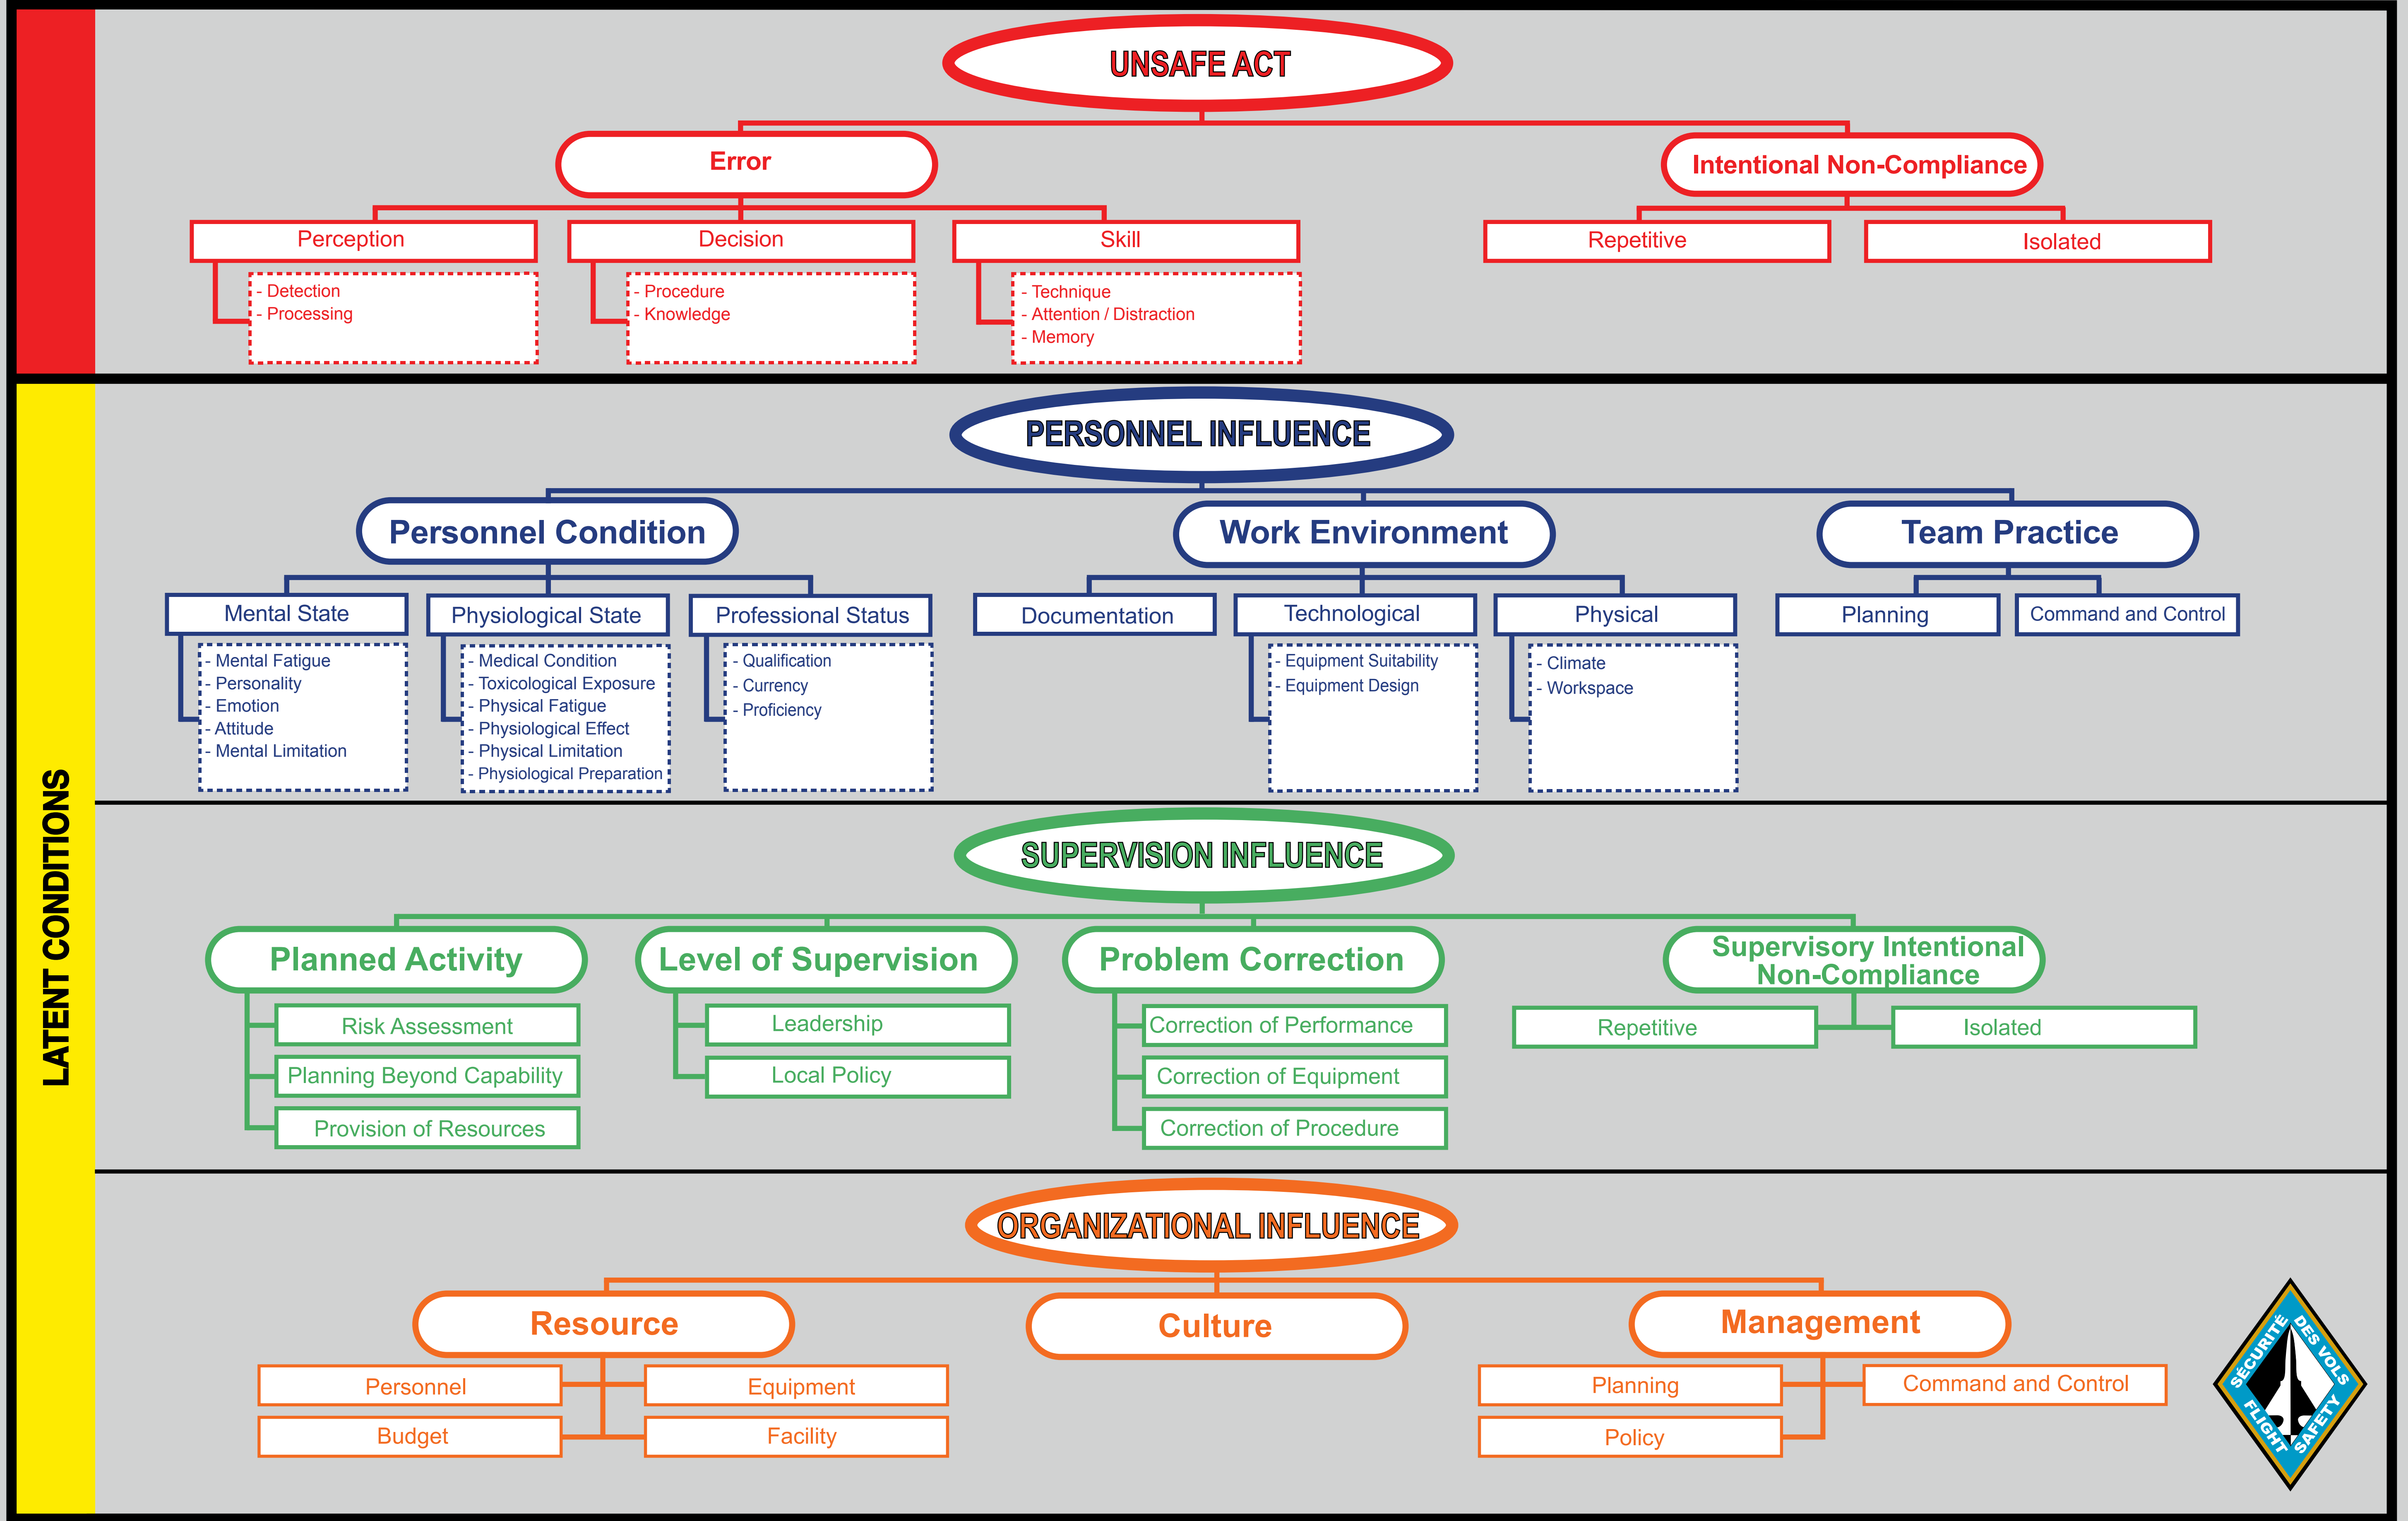 UNSAFE ACT
Error
Intentional Non-Compliance
Perception
Decision
Skill
Repetitive
Isolated
- Detection
- Processing
- Procedure
- Knowledge
- Technique
- Attention / Distraction
- Memory
LATENT CONDITIONS
PERSONNEL INFLUENCE
Personnel Condition
Work Environment
Team Practice
Mental State
Physiological State
Professional Status
Documentation
Technological
Physical
Planning
Command and Control
- Mental Fatigue
- Personality
- Emotion
- Attitude
- Mental Limitation
- Medical Condition
- Toxicological Exposure
- Physical Fatigue
- Physiological Effect
- Physical Limitation
- Physiological Preparation
- Qualification
- Currency
- Proficiency
- Equipment Suitability
- Equipment Design
- Climate
- Workspace
SUPERVISION INFLUENCE
Planned Activity
Level of Supervision
Problem Correction
Supervisory Intentional
Non-Compliance
Risk Assessment
Planning Beyond Capability
Provision of Resources
Leadership
Local Policy
Correction of Performance
Correction of Equipment
Correction of Procedure
Repetitive
Isolated
ORGANIZATIONAL INFLUENCE
Resource
Culture
Management
Personnel
Equipment
Budget
Facility
Planning
Command and Control
Policy
SÉCURITÉ
DES VOLS
FLIGHT
SAFETY